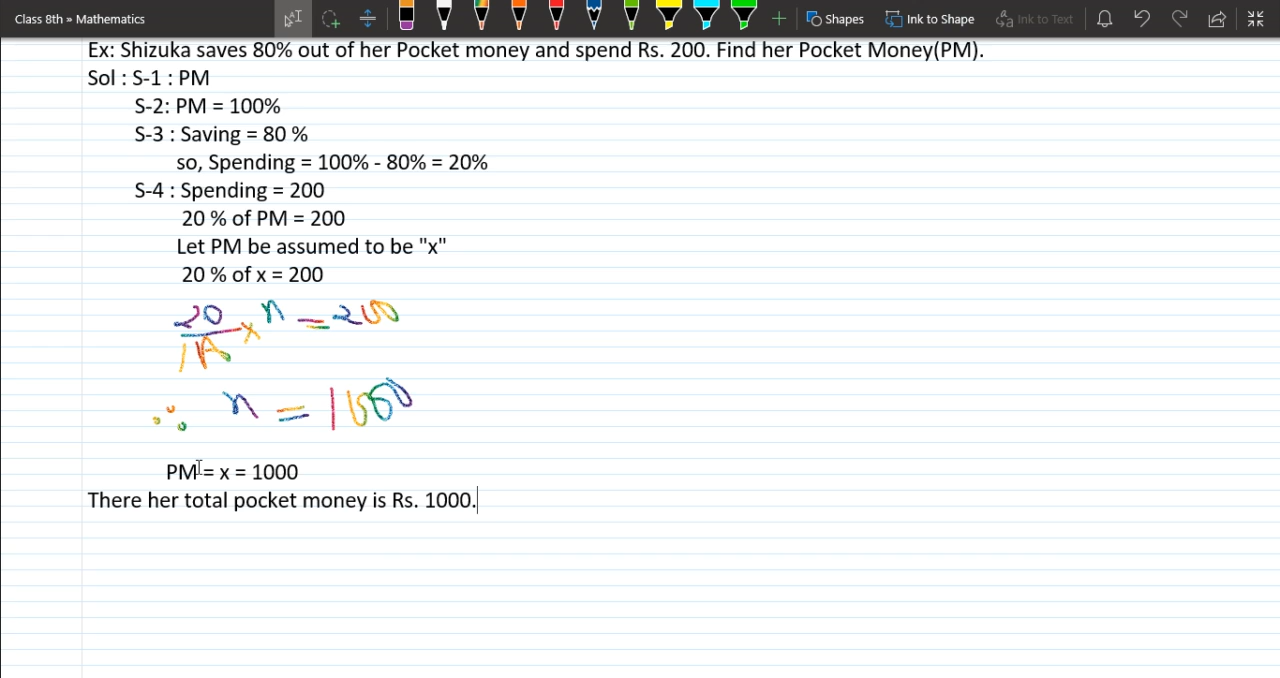 Class 8th » Mathematics
Shapes
Ink to Shape
Ink to Text
Ex: Shizuka saves 80% out of her Pocket money and spend Rs. 200. Find her Pocket Money(PM).
Sol : S-1 : PM
S-2: PM = 100%
S-3 : Saving = 80 %
so, Spending = 100% - 80% = 20%
S-4 : Spending = 200
20 % of PM = 200
Let PM be assumed to be "x"
20 % of x = 200
20/100 × x = 200
∴ x = 1000
PM = x = 1000
There her total pocket money is Rs. 1000.